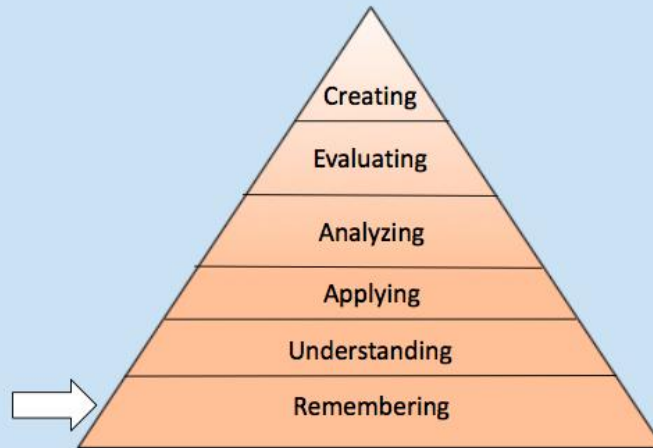 Creating
Evaluating
Analyzing
Applying
Understanding
Remembering